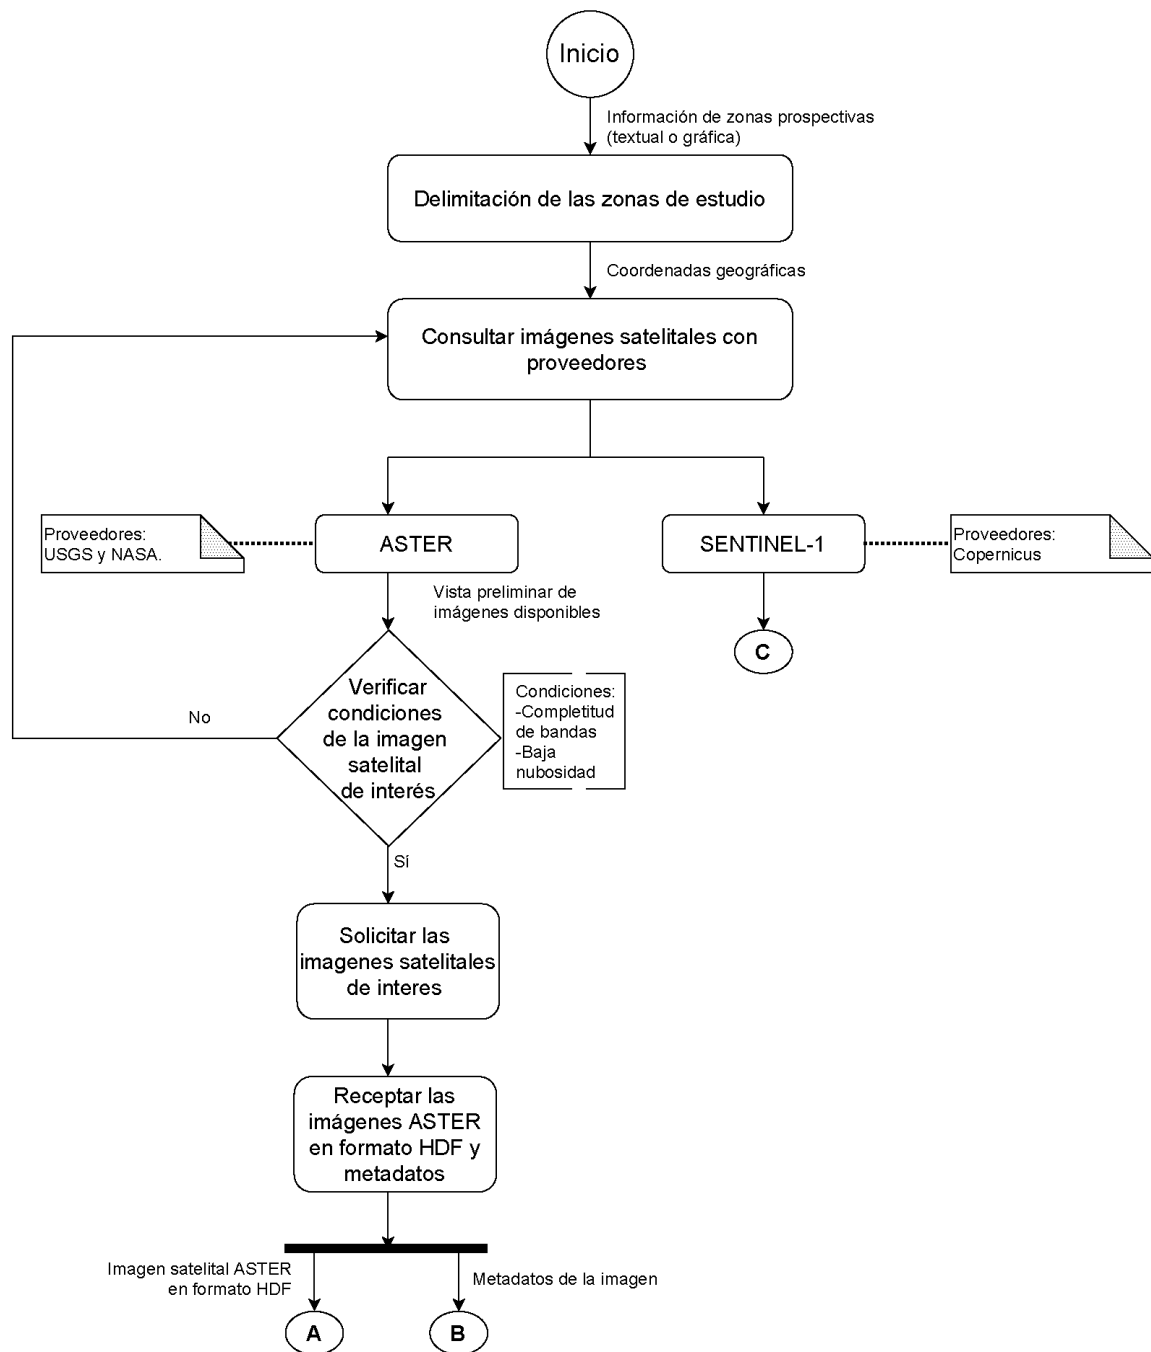 Inicio
Información de zonas prospectivas
(textual o gráfica)
Delimitación de las zonas de estudio
Coordenadas geográficas
Consultar imágenes satelitales con
proveedores
Proveedores:
USGS y NASA.
ASTER
SENTINEL-1
Proveedores:
Copernicus
Vista preliminar de
imágenes disponibles
C
Verificar
condiciones
de la imagen
satelital
de interés
Condiciones:
-Completitud
de bandas
-Baja
nubosidad
No
Sí
Solicitar las
imagenes satelitales
de interes
Receptar las
imágenes ASTER
en formato HDF y
metadatos
Imagen satelital ASTER
en formato HDF
Metadatos de la imagen
A
B